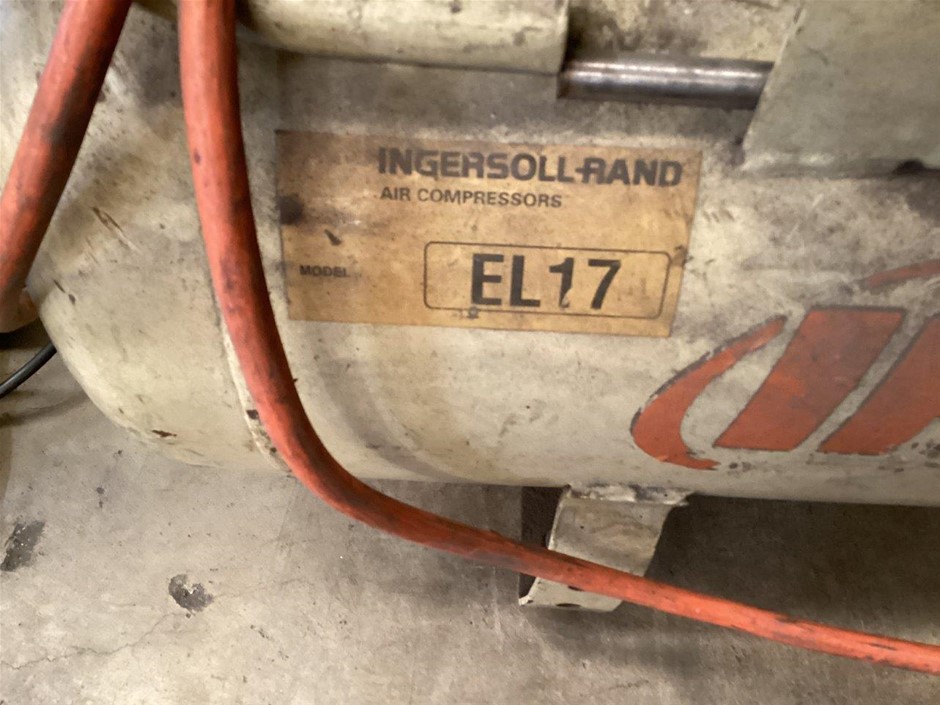 INGERSOLL-RAND
AIR COMPRESSORS
MODEL
EL17